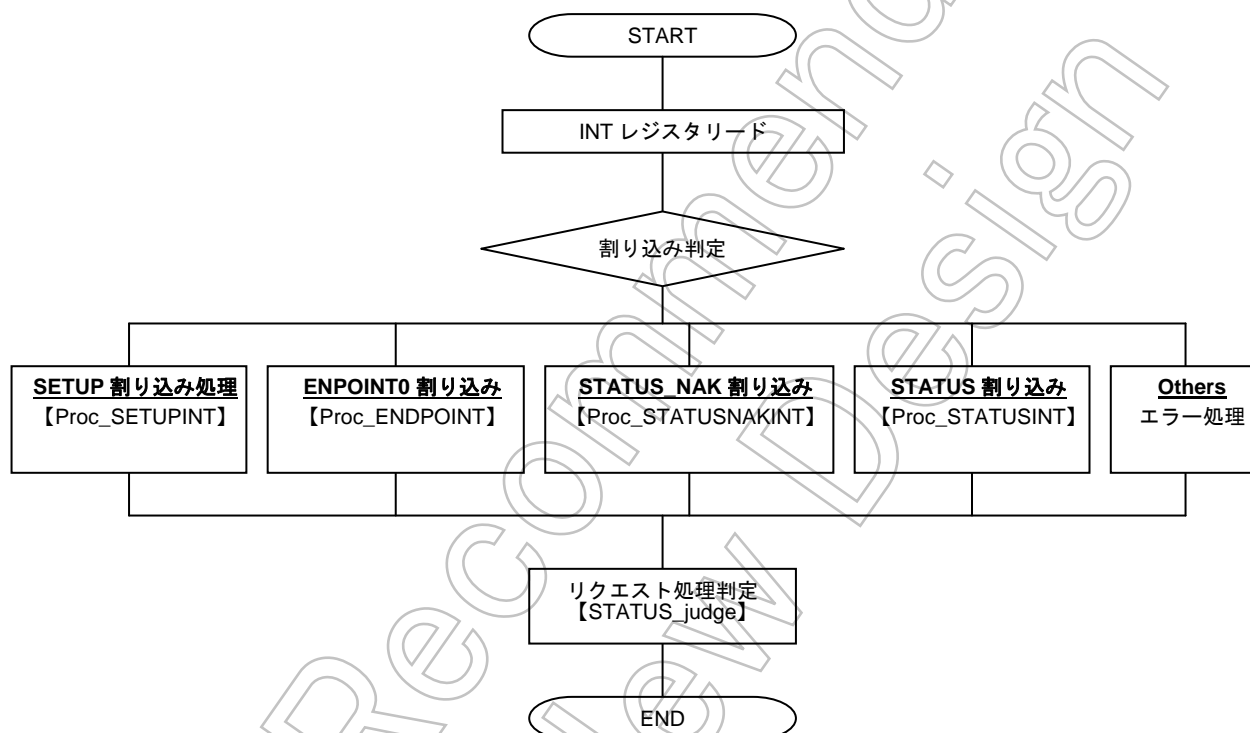 START
INT レジスタリード
割り込み判定
SETUP 割り込み処理
【Proc_SETUPINT】
ENPOINT0 割り込み
【Proc_ENDPOINT】
STATUS_NAK 割り込み
【Proc_STATUSNAKINT】
STATUS 割り込み
【Proc_STATUSINT】
Others
エラー処理
リクエスト処理判定
【STATUS_judge】
END
Recommend
New Design